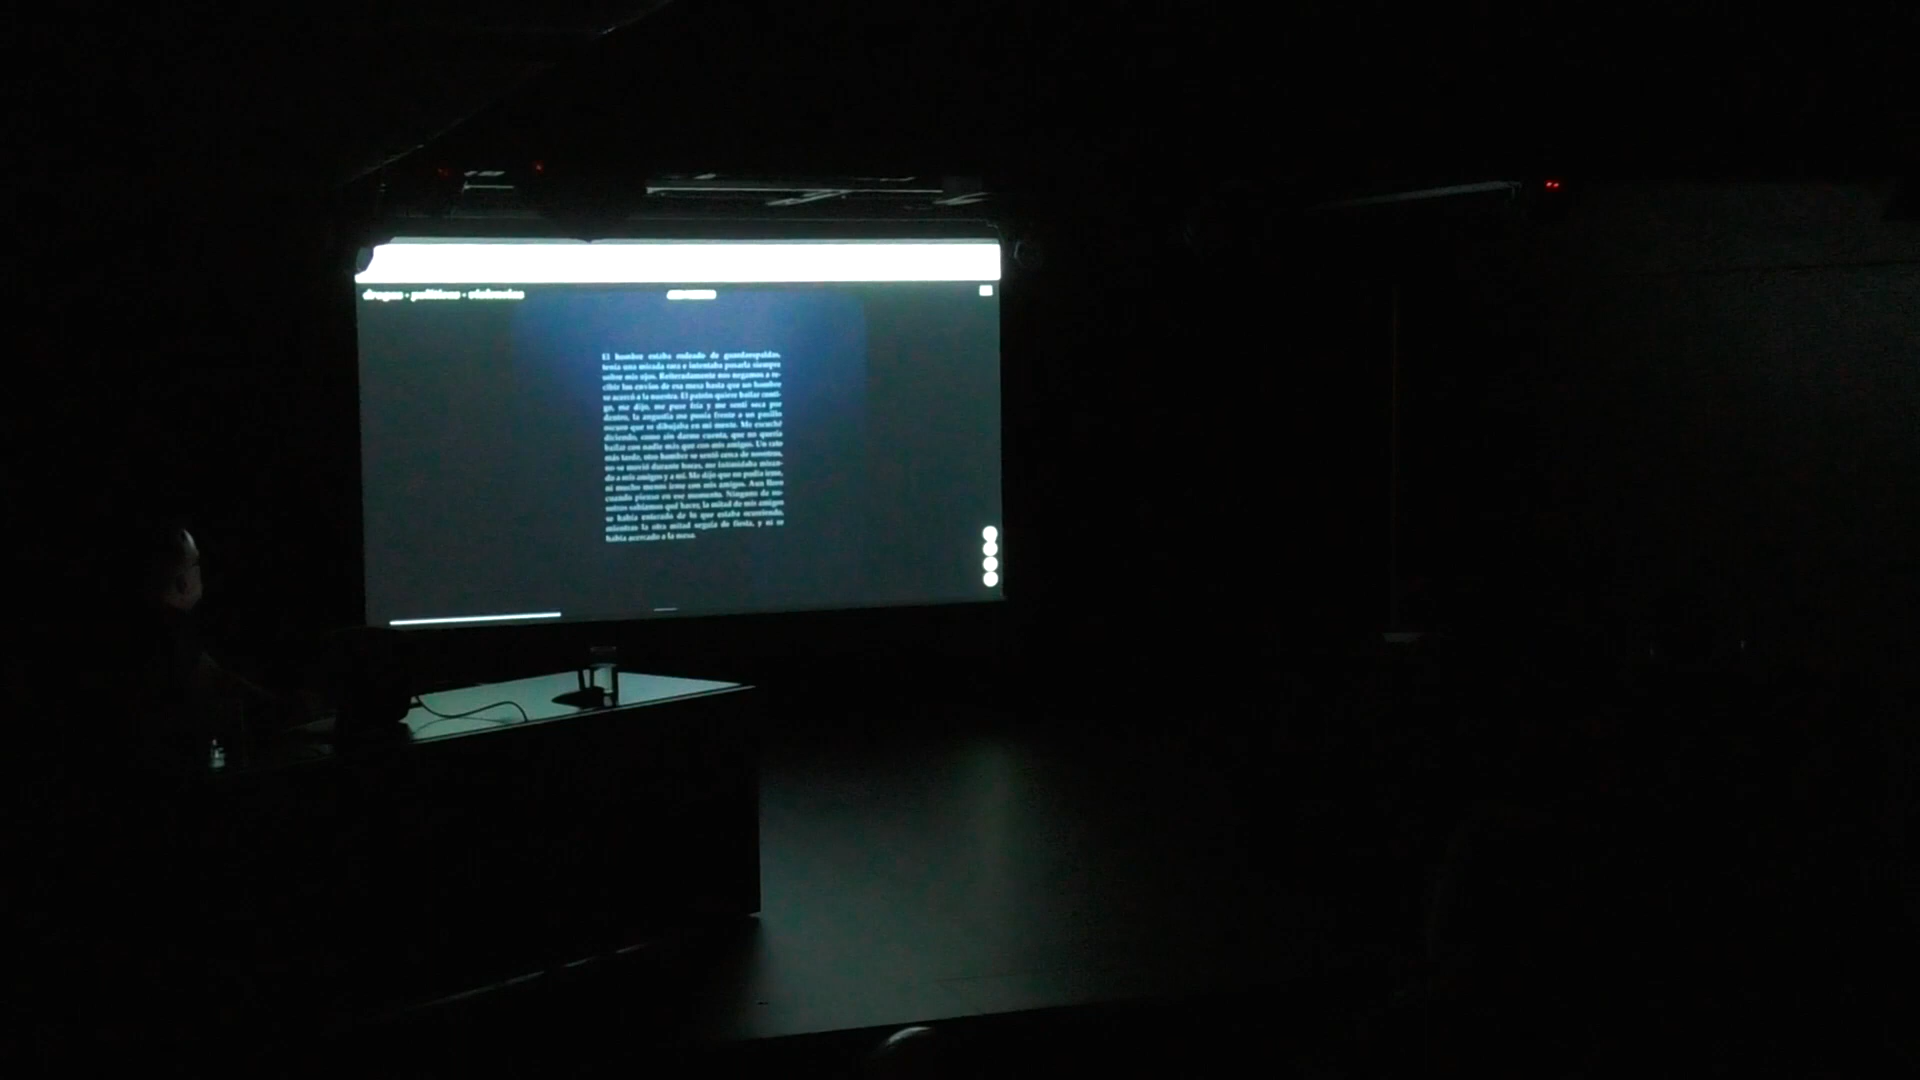 drogas · políticas · violencias
El hombre estaba rodeado de guardaespaldas,
tenía una mirada rara e intentaba posarla siempre
sobre mis ojos. Reiteradamente nos negamos a re-
cibir los envíos de esa mesa hasta que un hombre
se acercó a la nuestra. El patrón quiere bailar conti-
go, me dijo, me puse fría y me sentí seca por
dentro, la angustia me ponía frente a un pasillo
oscuro que se dibujaba en mi mente. Me escuché
diciendo, como sin darme cuenta, que no quería
bailar con nadie más que con mis amigos. Un rato
más tarde, otro hombre se sentó cerca de nosotros,
no se movió durante horas, me intimidaba miran-
do a mis amigos y a mí. Me dijo que no podía irme,
ni mucho menos irme con mis amigos. Aun lloro
cuando pienso en ese momento. Ninguno de no-
sotros sabíamos qué hacer, la mitad de mis amigos
se había enterado de lo que estaba ocurriendo,
mientras la otra mitad seguía de fiesta, y ni se
había acercado a la mesa.